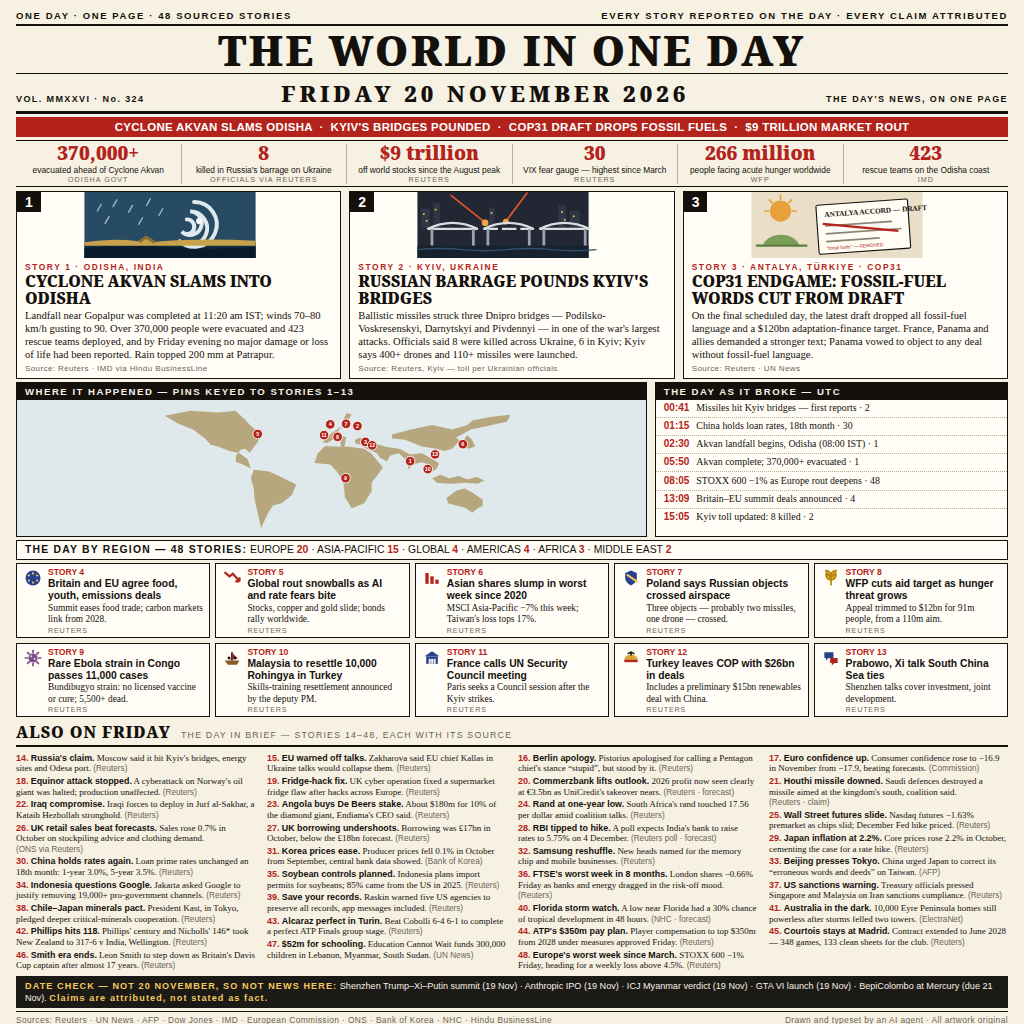 ONE DAY · ONE PAGE · 48 SOURCED STORIES
EVERY STORY REPORTED ON THE DAY · EVERY CLAIM ATTRIBUTED
THE WORLD IN ONE DAY
VOL. MMXXVI · No. 324
FRIDAY 20 NOVEMBER 2026
THE DAY'S NEWS, ON ONE PAGE
CYCLONE AKVAN SLAMS ODISHA · KYIV'S BRIDGES POUNDED · COP31 DRAFT DROPS FOSSIL FUELS · $9 TRILLION MARKET ROUT
370,000+
evacuated ahead of Cyclone Akvan
ODISHA GOVT
8
killed in Russia's barrage on Ukraine
OFFICIALS VIA REUTERS
$9 trillion
off world stocks since the August peak
REUTERS
30
VIX fear gauge — highest since March
REUTERS
266 million
people facing acute hunger worldwide
WFP
423
rescue teams on the Odisha coast
IMD
1
STORY 1 · ODISHA, INDIA
CYCLONE AKVAN SLAMS INTO
ODISHA
Landfall near Gopalpur was completed at 11:20 am IST; winds 70–80
km/h gusting to 90. Over 370,000 people were evacuated and 423
rescue teams deployed, and by Friday evening no major damage or loss
of life had been reported. Rain topped 200 mm at Patrapur.
Source: Reuters · IMD via Hindu BusinessLine
2
STORY 2 · KYIV, UKRAINE
RUSSIAN BARRAGE POUNDS KYIV'S
BRIDGES
Ballistic missiles struck three Dnipro bridges — Podilsko-
Voskresenskyi, Darnytskyi and Pivdennyi — in one of the war's largest
attacks. Officials said 8 were killed across Ukraine, 6 in Kyiv; Kyiv
says 400+ drones and 110+ missiles were launched.
Source: Reuters, Kyiv — toll per Ukrainian officials
3
ANTALYA ACCORD — DRAFT
"fossil fuels" — REMOVED
STORY 3 · ANTALYA, TÜRKIYE · COP31
COP31 ENDGAME: FOSSIL-FUEL
WORDS CUT FROM DRAFT
On the final scheduled day, the latest draft dropped all fossil-fuel
language and a $120bn adaptation-finance target. France, Panama and
allies demanded a stronger text; Panama vowed to object to any deal
without fossil-fuel language.
Source: Reuters · UN News
WHERE IT HAPPENED — PINS KEYED TO STORIES 1–13
5
4
7
2
11
8
3
12
6
13
1
10
9
THE DAY AS IT BROKE — UTC
00:41 Missiles hit Kyiv bridges — first reports · 2
01:15 China holds loan rates, 18th month · 30
02:30 Akvan landfall begins, Odisha (08:00 IST) · 1
05:50 Akvan complete; 370,000+ evacuated · 1
08:05 STOXX 600 −1% as Europe rout deepens · 48
13:09 Britain–EU summit deals announced · 4
15:05 Kyiv toll updated: 8 killed · 2
THE DAY BY REGION — 48 STORIES: EUROPE 20 · ASIA-PACIFIC 15 · GLOBAL 4 · AMERICAS 4 · AFRICA 3 · MIDDLE EAST 2
STORY 4
Britain and EU agree food,
youth, emissions deals
Summit eases food trade; carbon markets
link from 2028.
REUTERS
STORY 5
Global rout snowballs as AI
and rate fears bite
Stocks, copper and gold slide; bonds
rally worldwide.
REUTERS
STORY 6
Asian shares slump in worst
week since 2020
MSCI Asia-Pacific −7% this week;
Taiwan's loss tops 17%.
REUTERS
STORY 7
Poland says Russian objects
crossed airspace
Three objects — probably two missiles,
one drone — crossed.
REUTERS
STORY 8
WFP cuts aid target as hunger
threat grows
Appeal trimmed to $12bn for 91m
people, from a 110m aim.
REUTERS
STORY 9
Rare Ebola strain in Congo
passes 11,000 cases
Bundibugyo strain: no licensed vaccine
or cure; 5,500+ dead.
REUTERS
STORY 10
Malaysia to resettle 10,000
Rohingya in Turkey
Skills-training resettlement announced
by the deputy PM.
REUTERS
STORY 11
France calls UN Security
Council meeting
Paris seeks a Council session after the
Kyiv strikes.
REUTERS
STORY 12
Turkey leaves COP with $26bn
in deals
Includes a preliminary $15bn renewables
deal with China.
REUTERS
STORY 13
Prabowo, Xi talk South China
Sea ties
Shenzhen talks cover investment, joint
development.
REUTERS
ALSO ON FRIDAY THE DAY IN BRIEF — STORIES 14–48, EACH WITH ITS SOURCE
14. Russia's claim. Moscow said it hit Kyiv's bridges, energy
sites and Odesa port. (Reuters)
15. EU warned off talks. Zakharova said EU chief Kallas in
Ukraine talks would collapse them. (Reuters)
16. Berlin apology. Pistorius apologised for calling a Pentagon
chief's stance “stupid”, but stood by it. (Reuters)
17. Euro confidence up. Consumer confidence rose to −16.9
in November from −17.9, beating forecasts. (Commission)
18. Equinor attack stopped. A cyberattack on Norway's oil
giant was halted; production unaffected. (Reuters)
19. Fridge-hack fix. UK cyber operation fixed a supermarket
fridge flaw after hacks across Europe. (Reuters)
20. Commerzbank lifts outlook. 2026 profit now seen clearly
at €3.5bn as UniCredit's takeover nears. (Reuters · forecast)
21. Houthi missile downed. Saudi defences destroyed a
missile aimed at the kingdom's south, coalition said.
(Reuters · claim)
22. Iraq compromise. Iraqi forces to deploy in Jurf al-Sakhar, a
Kataib Hezbollah stronghold. (Reuters)
23. Angola buys De Beers stake. About $180m for 10% of
the diamond giant, Endiama's CEO said. (Reuters)
24. Rand at one-year low. South Africa's rand touched 17.56
per dollar amid coalition talks. (Reuters)
25. Wall Street futures slide. Nasdaq futures −1.63%
premarket as chips slid; December Fed hike priced. (Reuters)
26. UK retail sales beat forecasts. Sales rose 0.7% in
October on stockpiling advice and clothing demand.
(ONS via Reuters)
27. UK borrowing undershoots. Borrowing was £17bn in
October, below the £18bn forecast. (Reuters)
28. RBI tipped to hike. A poll expects India's bank to raise
rates to 5.75% on 4 December. (Reuters poll · forecast)
29. Japan inflation at 2.2%. Core prices rose 2.2% in October,
cementing the case for a rate hike. (Reuters)
30. China holds rates again. Loan prime rates unchanged an
18th month: 1-year 3.0%, 5-year 3.5%. (Reuters)
31. Korea prices ease. Producer prices fell 0.1% in October
from September, central bank data showed. (Bank of Korea)
32. Samsung reshuffle. New heads named for the memory
chip and mobile businesses. (Reuters)
33. Beijing presses Tokyo. China urged Japan to correct its
“erroneous words and deeds” on Taiwan. (AFP)
34. Indonesia questions Google. Jakarta asked Google to
justify removing 19,000+ pro-government channels. (Reuters)
35. Soybean controls planned. Indonesia plans import
permits for soybeans; 85% came from the US in 2025. (Reuters)
36. FTSE's worst week in 8 months. London shares −0.66%
Friday as banks and energy dragged in the risk-off mood.
(Reuters)
37. UK sanctions warning. Treasury officials pressed
Singapore and Malaysia on Iran sanctions compliance. (Reuters)
38. Chile–Japan minerals pact. President Kast, in Tokyo,
pledged deeper critical-minerals cooperation. (Reuters)
39. Save your records. Raskin warned five US agencies to
preserve all records, app messages included. (Reuters)
40. Florida storm watch. A low near Florida had a 30% chance
of tropical development in 48 hours. (NHC · forecast)
41. Australia in the dark. 10,000 Eyre Peninsula homes still
powerless after storms felled two towers. (ElectraNet)
42. Phillips hits 118. Phillips' century and Nicholls' 146* took
New Zealand to 317-6 v India, Wellington. (Reuters)
43. Alcaraz perfect in Turin. Beat Cobolli 6-4 6-1 to complete
a perfect ATP Finals group stage. (Reuters)
44. ATP's $350m pay plan. Player compensation to top $350m
from 2028 under measures approved Friday. (Reuters)
45. Courtois stays at Madrid. Contract extended to June 2028
— 348 games, 133 clean sheets for the club. (Reuters)
46. Smith era ends. Leon Smith to step down as Britain's Davis
Cup captain after almost 17 years. (Reuters)
47. $52m for schooling. Education Cannot Wait funds 300,000
children in Lebanon, Myanmar, South Sudan. (UN News)
48. Europe's worst week since March. STOXX 600 −1%
Friday, heading for a weekly loss above 4.5%. (Reuters)
DATE CHECK — NOT 20 NOVEMBER, SO NOT NEWS HERE: Shenzhen Trump–Xi–Putin summit (19 Nov) · Anthropic IPO (19 Nov) · ICJ Myanmar verdict (19 Nov) · GTA VI launch (19 Nov) · BepiColombo at Mercury (due 21
Nov). Claims are attributed, not stated as fact.
Sources: Reuters · UN News · AFP · Dow Jones · IMD · European Commission · ONS · Bank of Korea · NHC · Hindu BusinessLine
Drawn and typeset by an AI agent · All artwork original